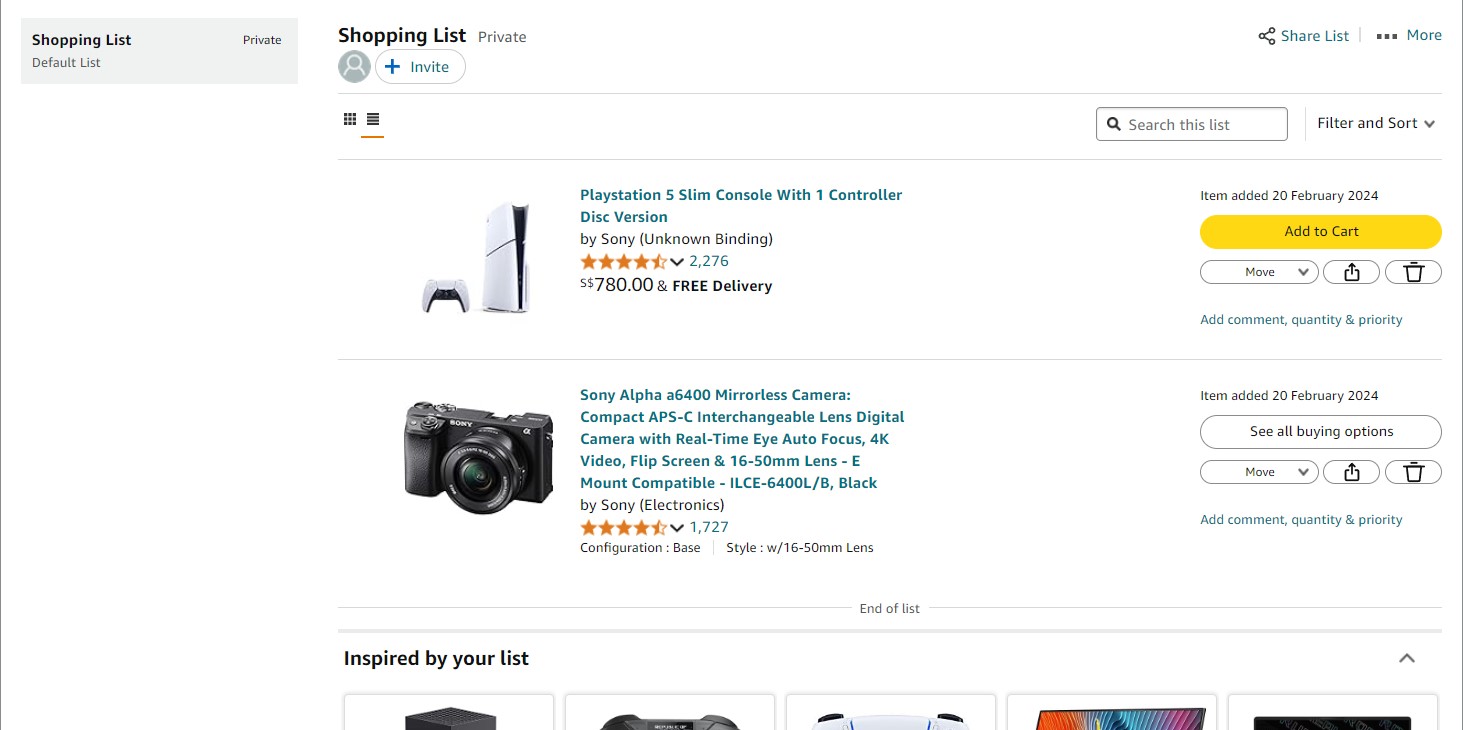 Shopping List Private
Default List
Shopping List Private
Share List
More
Invite
Search this list
Filter and Sort
Playstation 5 Slim Console With 1 Controller
Disc Version
by Sony (Unknown Binding)
2,276
S$780.00 & FREE Delivery
Item added 20 February 2024
Add to Cart
Move
Add comment, quantity & priority
SONY
α
Sony Alpha a6400 Mirrorless Camera:
Compact APS-C Interchangeable Lens Digital
Camera with Real-Time Eye Auto Focus, 4K
Video, Flip Screen & 16-50mm Lens - E
Mount Compatible - ILCE-6400L/B, Black
by Sony (Electronics)
1,727
Configuration : Base Style : w/16-50mm Lens
Item added 20 February 2024
See all buying options
Move
Add comment, quantity & priority
End of list
Inspired by your list